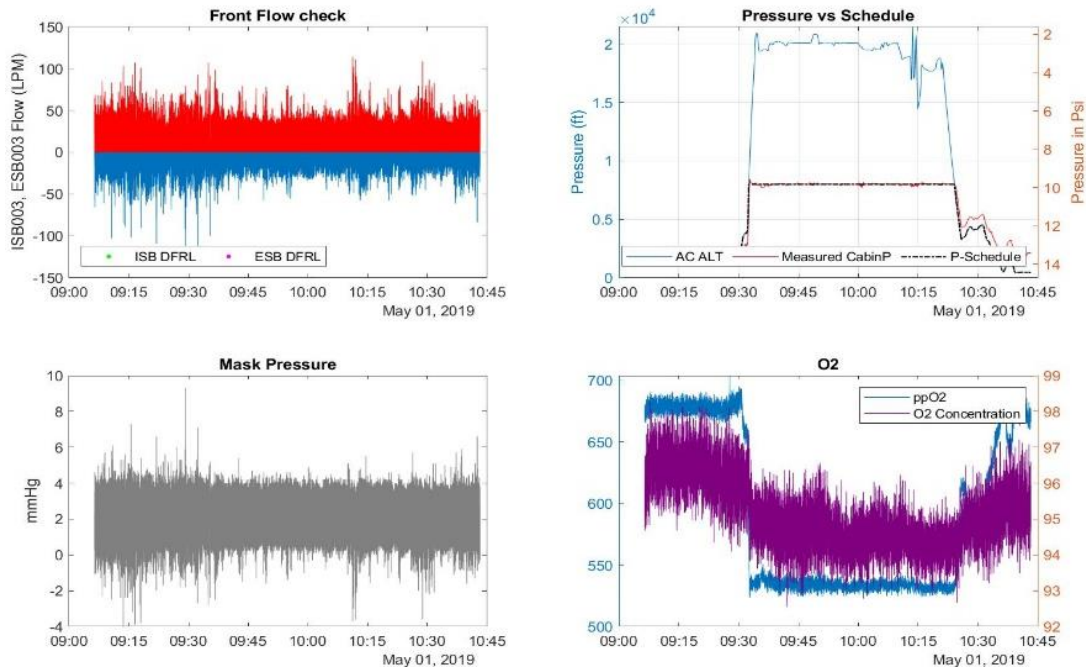 Front Flow check
ISB003, ESB003 Flow (LPM)
150
100
50
0
-50
-100
-150
ISB DFRL
ESB DFRL
09:00 09:15 09:30 09:45 10:00 10:15 10:30 10:45
May 01, 2019
Pressure vs Schedule
×10⁴
Pressure (ft)
2
1.5
1
0.5
0
2
4
6
8
10
12
14
Pressure in Psi
AC ALT
Measured CabinP
P-Schedule
09:00 09:15 09:30 09:45 10:00 10:15 10:30 10:45
May 01, 2019
Mask Pressure
mmHg
10
8
6
4
2
0
-2
-4
09:00 09:15 09:30 09:45 10:00 10:15 10:30 10:45
May 01, 2019
O2
700
650
600
550
500
ppO2
O2 Concentration
99
98
97
96
95
94
93
92
09:00 09:15 09:30 09:45 10:00 10:15 10:30 10:45
May 01, 2019